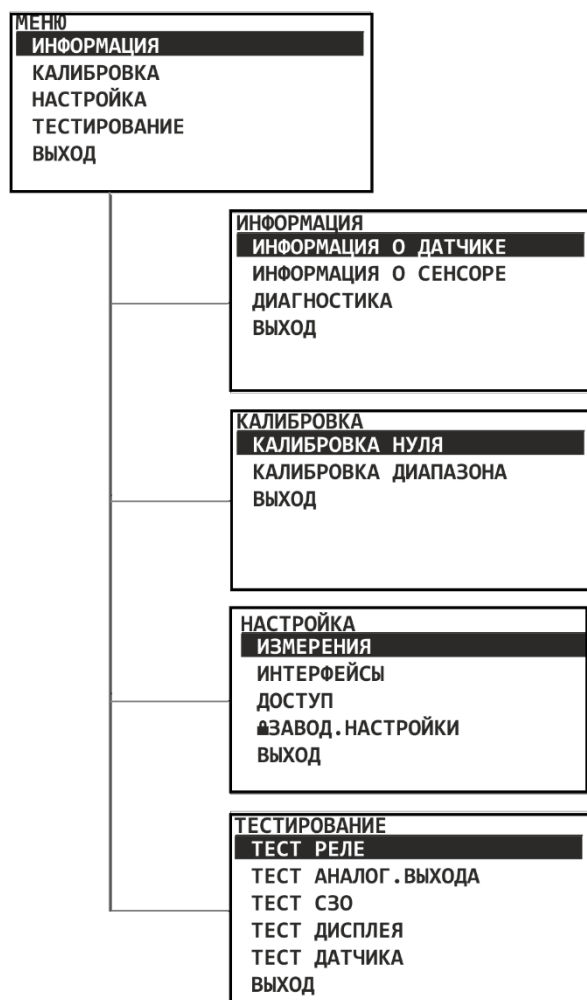 МЕНЮ
ИНФОРМАЦИЯ
КАЛИБРОВКА
НАСТРОЙКА
ТЕСТИРОВАНИЕ
ВЫХОД
ИНФОРМАЦИЯ
ИНФОРМАЦИЯ О ДАТЧИКЕ
ИНФОРМАЦИЯ О СЕНСОРЕ
ДИАГНОСТИКА
ВЫХОД
КАЛИБРОВКА
КАЛИБРОВКА НУЛЯ
КАЛИБРОВКА ДИАПАЗОНА
ВЫХОД
НАСТРОЙКА
ИЗМЕРЕНИЯ
ИНТЕРФЕЙСЫ
ДОСТУП
ЗАВОД.НАСТРОЙКИ
ВЫХОД
ТЕСТИРОВАНИЕ
ТЕСТ РЕЛЕ
ТЕСТ АНАЛОГ.ВЫХОДА
ТЕСТ СЗО
ТЕСТ ДИСПЛЕЯ
ТЕСТ ДАТЧИКА
ВЫХОД